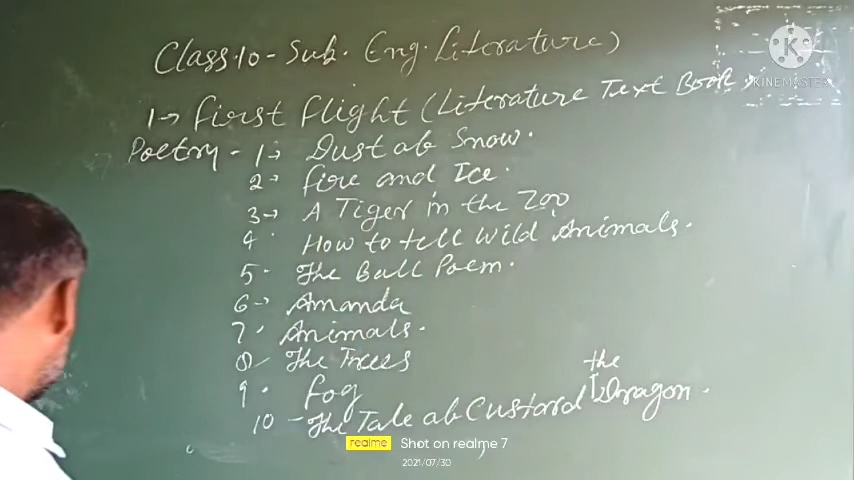 Class.10 - Sub. Eng. Literature)
K
KINEMASTER
1→ First flight (Literature Text Book.
Poetry - 1→ Dust ob Snow.
2→ Fire and Ice.
3→ A Tiger in the Zoo
4. How to tell Wild Animals.
5. The Ball Poem.
6→ Amanda
7. Animals.
8- The Trees
9. Fog
10 - The Tale ob Custard the Dragon.
realme Shot on realme 7
2021/07/30